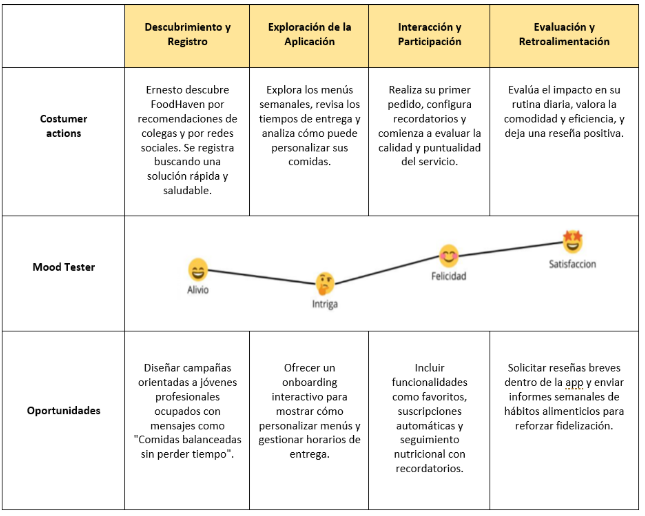 Descubrimiento y
Registro
Exploración de la
Aplicación
Interacción y
Participación
Evaluación y
Retroalimentación
Costumer
actions
Ernesto descubre
FoodHaven por
recomendaciones de
colegas y por redes
sociales. Se registra
buscando una
solución rápida y
saludable.
Explora los menús
semanales, revisa los
tiempos de entrega y
analiza cómo puede
personalizar sus
comidas.
Realiza su primer
pedido, configura
recordatorios y
comienza a evaluar la
calidad y puntualidad
del servicio.
Evalúa el impacto en su
rutina diaria, valora la
comodidad y eficiencia, y
deja una reseña positiva.
Mood Tester
Alivio
Intriga
Felicidad
Satisfaccion
Oportunidades
Diseñar campañas
orientadas a jóvenes
profesionales
ocupados con
mensajes como
"Comidas balanceadas
sin perder tiempo".
Ofrecer un
onboarding
interactivo para
mostrar cómo
personalizar menús y
gestionar horarios de
entrega.
Incluir
funcionalidades
como favoritos,
suscripciones
automáticas y
seguimiento
nutricional con
recordatorios.
Solicitar reseñas breves
dentro de la app y enviar
informes semanales de
hábitos alimenticios para
reforzar fidelización.